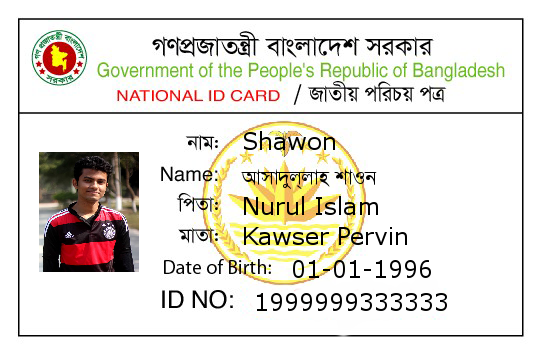 গণপ্রজাতন্ত্রী বাংলাদেশ সরকার
Government of the People's Republic of Bangladesh
NATIONAL ID CARD / জাতীয় পরিচয় পত্র
নাম: Shawon
Name: আসাদুল্লাহ শাওন
পিতা: Nurul Islam
মাতা: Kawser Pervin
Date of Birth: 01-01-1996
ID NO: 1999999333333